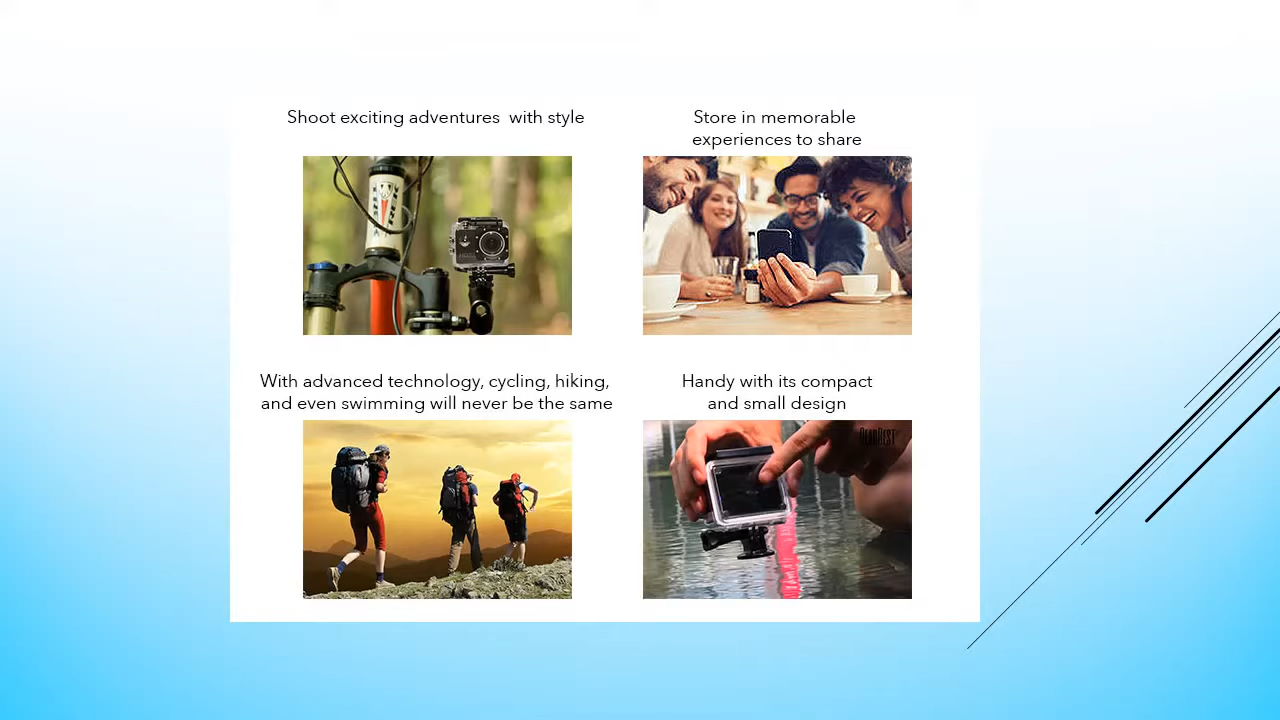 Shoot exciting adventures with style
Store in memorable
experiences to share
With advanced technology, cycling, hiking,
and even swimming will never be the same
Handy with its compact
and small design
GEARBEST